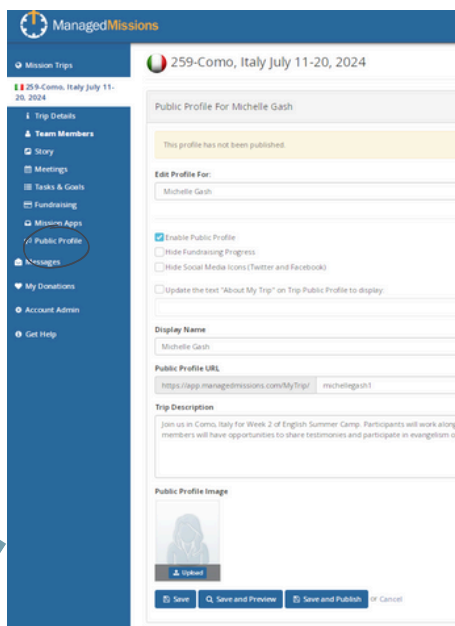 ManagedMissions
Mission Trips
259-Como, Italy July 11-
20, 2024
Trip Details
Team Members
Story
Meetings
Tasks & Goals
Fundraising
Mission Apps
Public Profile
Messages
My Donations
Account Admin
Get Help
259-Como, Italy July 11-20, 2024
Public Profile For Michelle Gash
This profile has not been published.
Edit Profile For:
Michelle Gash
Enable Public Profile
Hide Fundraising Progress
Hide Social Media Icons (Twitter and Facebook)
Update the text "About My Trip" on Trip Public Profile to display:
Display Name
Michelle Gash
Public Profile URL
https://app.managedmissions.com/MyTrip/ michellegash1
Trip Description
Join us in Como, Italy for Week 2 of English Summer Camp. Participants will work along
members will have opportunities to share testimonies and participate in evangelism o
Public Profile Image
Upload
Save Save and Preview Save and Publish or Cancel